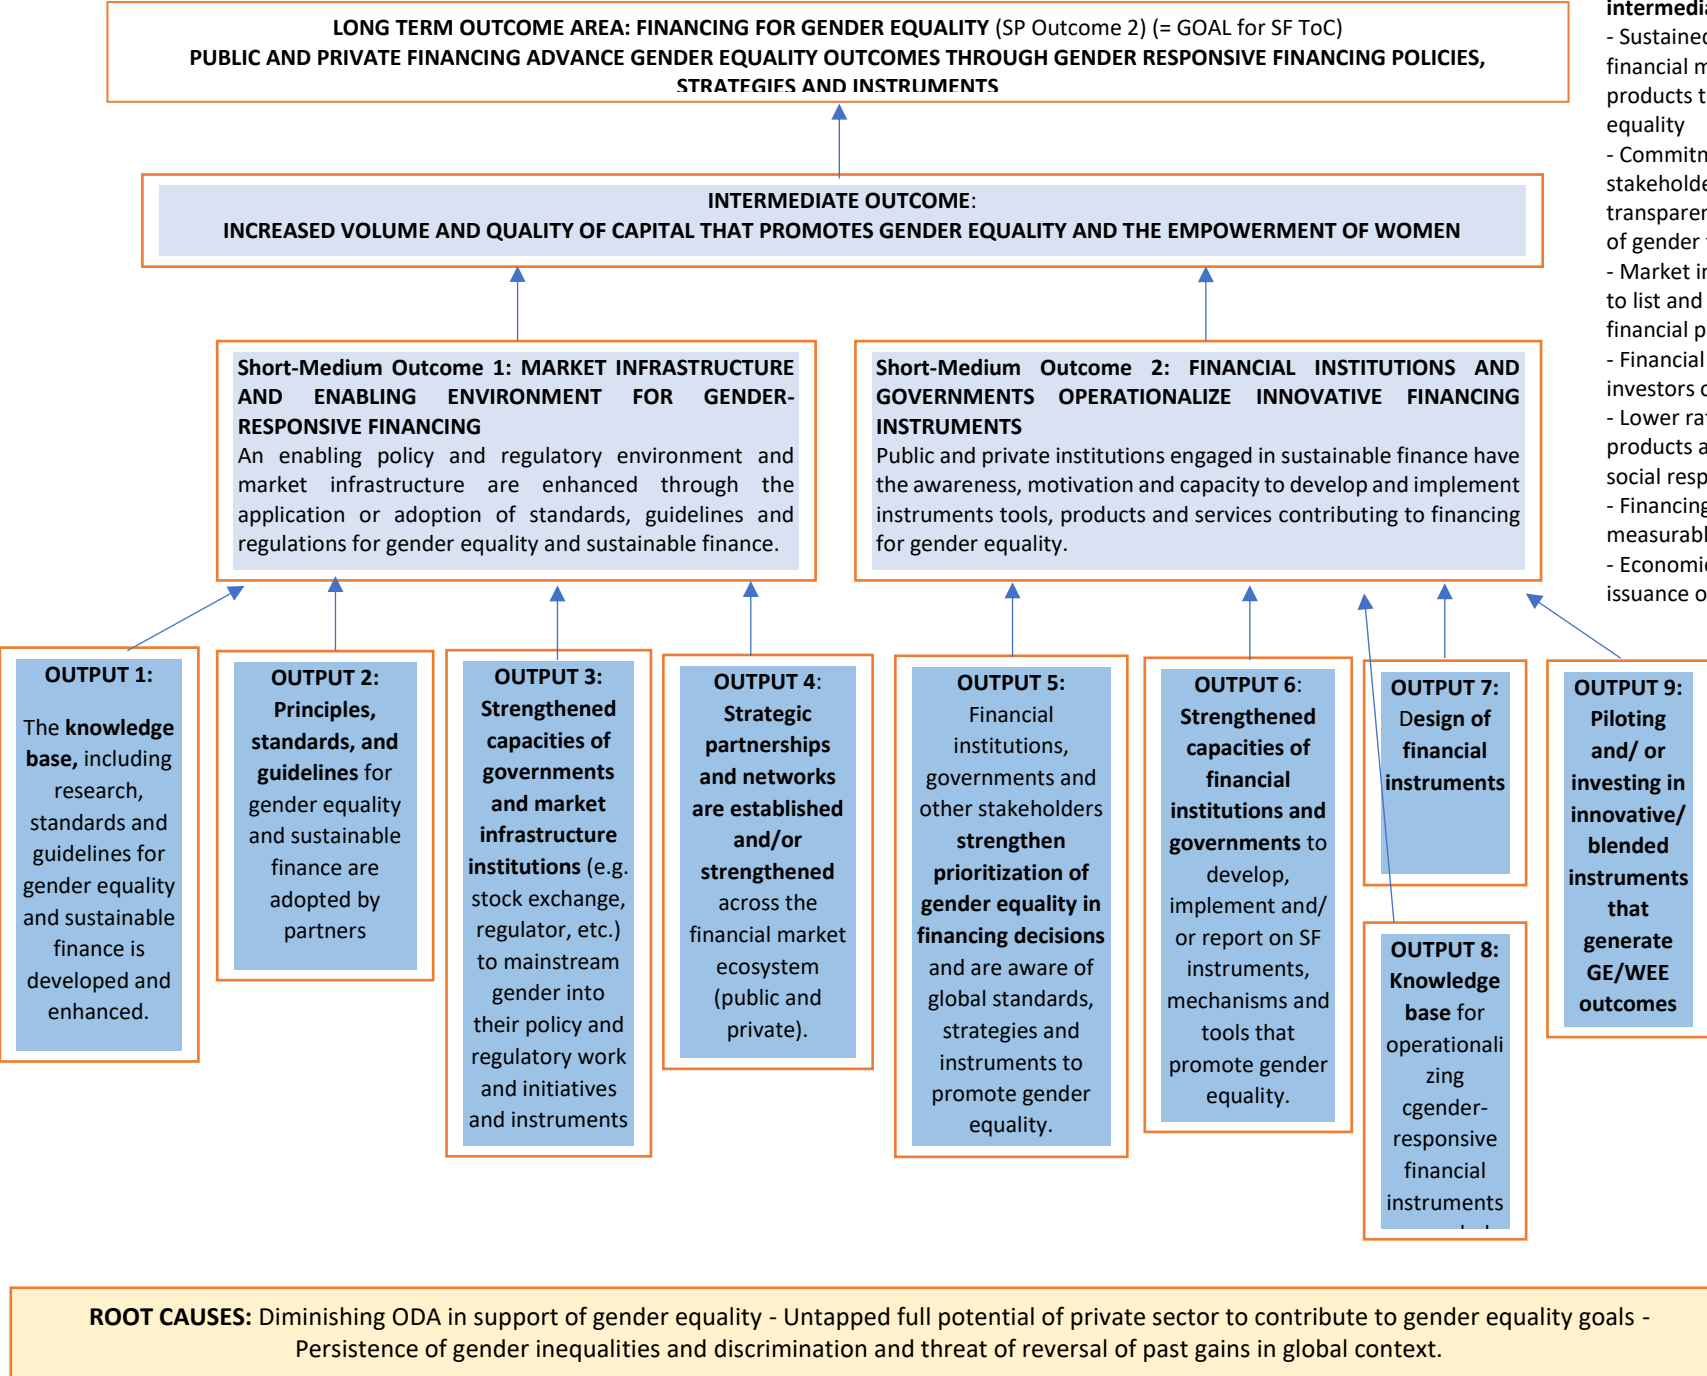 LONG TERM OUTCOME AREA: FINANCING FOR GENDER EQUALITY (SP Outcome 2) (= GOAL for SF ToC)
PUBLIC AND PRIVATE FINANCING ADVANCE GENDER EQUALITY OUTCOMES THROUGH GENDER RESPONSIVE FINANCING POLICIES,
STRATEGIES AND INSTRUMENTS
INTERMEDIATE OUTCOME:
INCREASED VOLUME AND QUALITY OF CAPITAL THAT PROMOTES GENDER EQUALITY AND THE EMPOWERMENT OF WOMEN
Short-Medium Outcome 1: MARKET INFRASTRUCTURE
AND ENABLING ENVIRONMENT FOR GENDER-
RESPONSIVE FINANCING
An enabling policy and regulatory environment and
market infrastructure are enhanced through the
application or adoption of standards, guidelines and
regulations for gender equality and sustainable finance.
Short-Medium Outcome 2: FINANCIAL INSTITUTIONS AND
GOVERNMENTS OPERATIONALIZE INNOVATIVE FINANCING
INSTRUMENTS
Public and private institutions engaged in sustainable finance have
the awareness, motivation and capacity to develop and implement
instruments tools, products and services contributing to financing
for gender equality.
- Sustained
financial
products
equality
-
of gender
- Market
to list and
financial
- Financial
investors
- Lower
products
social
- Financing
- Economic
issuance
OUTPUT 1:
The knowledge
base, including
research,
standards and
guidelines for
gender equality
and sustainable
finance is
developed and
enhanced.
OUTPUT 2:
Principles,
standards, and
guidelines for
gender equality
and sustainable
finance are
adopted by
partners
OUTPUT 3:
Strengthened
capacities of
governments
and market
infrastructure
institutions (e.g.
stock exchange,
regulator, etc.)
to mainstream
gender into
their policy and
regulatory work
and initiatives
and instruments
OUTPUT 4:
Strategic
partnerships
and networks
are established
and/or
strengthened
across the
financial market
ecosystem
(public and
private).
OUTPUT 5:
Financial
institutions,
governments and
other stakeholders
strengthen
prioritization of
gender equality in
financing decisions
and are aware of
global standards,
strategies and
instruments to
promote gender
equality.
OUTPUT 6:
Strengthened
capacities of
financial
institutions and
governments to
develop,
implement and/
or report on SF
instruments,
mechanisms and
tools that
promote gender
equality.
OUTPUT 7:
Design of
financial
instruments
OUTPUT 8:
Knowledge
base for
operationali
zing
cgender-
responsive
financial
instruments
OUTPUT 9:
Piloting
and/ or
investing in
innovative/
blended
instruments
that
generate
GE/WEE
outcomes
ROOT CAUSES: Diminishing ODA in support of gender equality - Untapped full potential of private sector to contribute to gender equality goals -
Persistence of gender inequalities and discrimination and threat of reversal of past gains in global context.